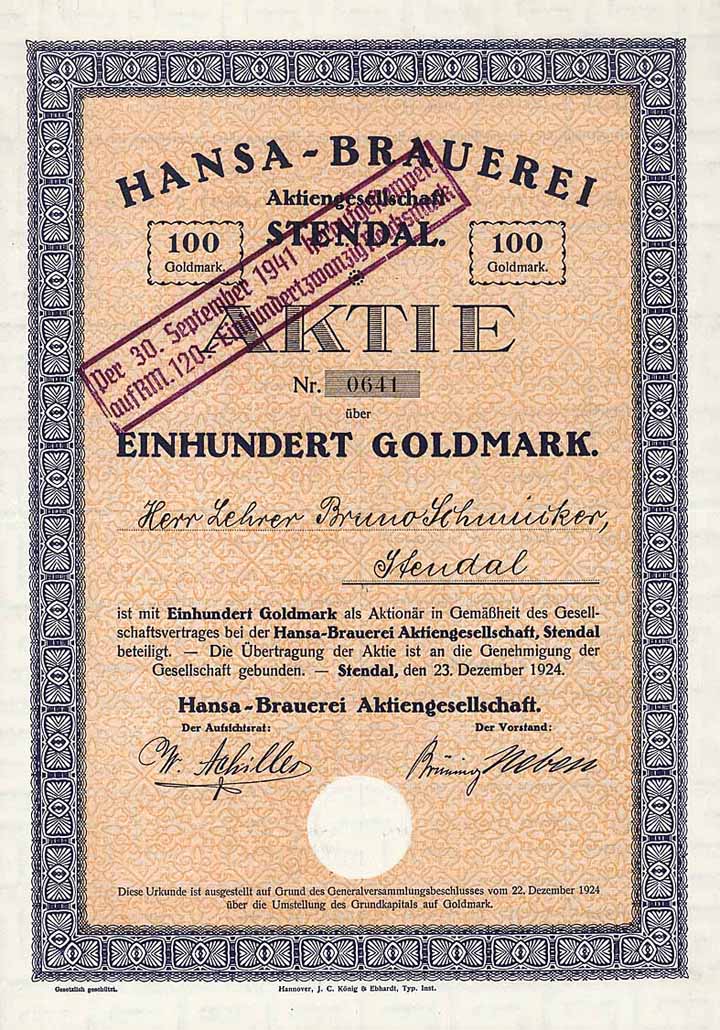 HANSA-BRAUEREI
Aktiengesellschaft
STENDAL.
100
Goldmark.
100
Goldmark.
Per 30. September 1941
auf RM. 120.- Einhundertzwanzig Reichsmark
AKTIE
Nr. 0641
über
EINHUNDERT GOLDMARK.
Herr Lehrer Bruno Schmücker,
Stendal
ist mit Einhundert Goldmark als Aktionär in Gemäßheit des Gesell-
schaftsvertrages bei der Hansa-Brauerei Aktiengesellschaft, Stendal
beteiligt. — Die Übertragung der Aktie ist an die Genehmigung der
Gesellschaft gebunden. — Stendal, den 23. Dezember 1924.
Hansa-Brauerei Aktiengesellschaft.
Der Aufsichtsrat:
Der Vorstand:
W. Achilles
Brüning
Diese Urkunde ist ausgestellt auf Grund des Generalversammlungsbeschlusses vom 22. Dezember 1924
über die Umstellung des Grundkapitals auf Goldmark.
Gesetzlich geschützt.
Hannover, J. C. König & Ebhardt, Typ. Inst.